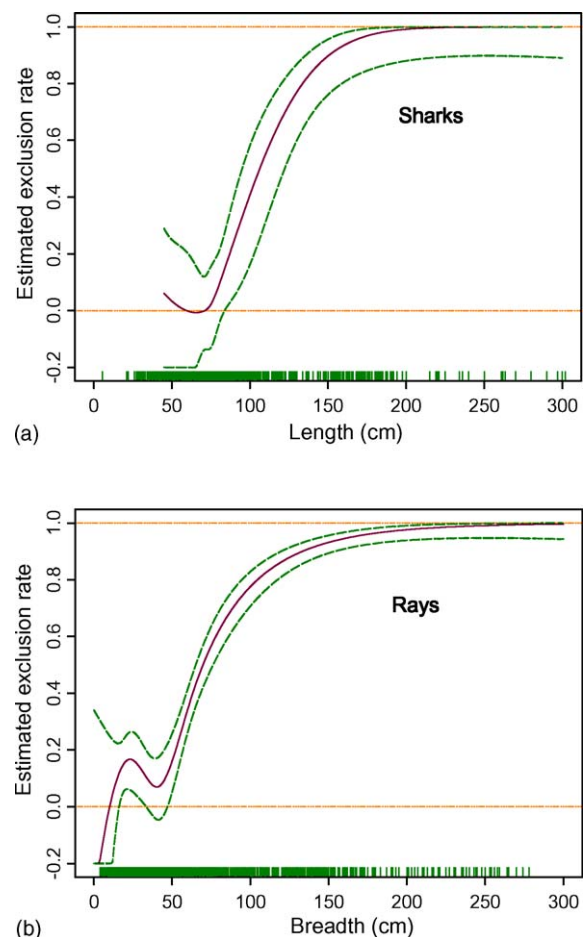 1.0
0.8
0.6
0.4
0.2
0.0
-0.2
Estimated exclusion rate
Sharks
0 50 100 150 200 250 300
Length (cm)
(a)
1.0
0.8
0.6
0.4
0.2
0.0
-0.2
Estimated exclusion rate
Rays
0 50 100 150 200 250 300
Breadth (cm)
(b)